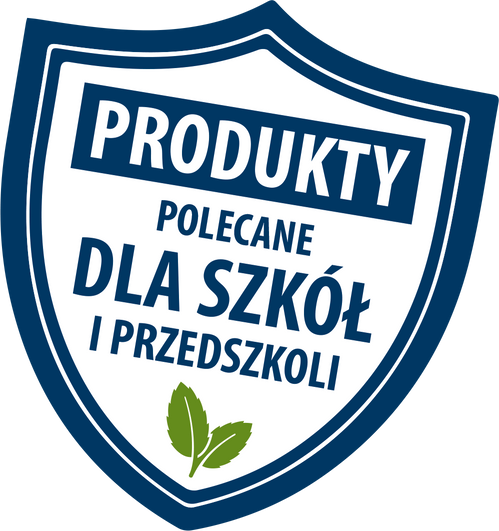 PRODUKTY
POLECANE
DLA SZKÓŁ
I PRZEDSZKOLI